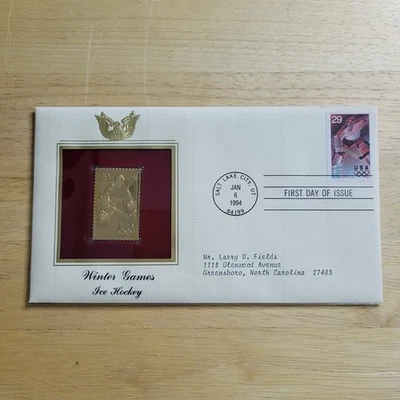 29
USA
SALT LAKE CITY, UT
JAN
6
1994
84199
FIRST DAY OF ISSUE
Mr. Larry D. Fields
1118 Glenwood Avenue
Greensboro, North Carolina 27403
Winter Games
Ice Hockey